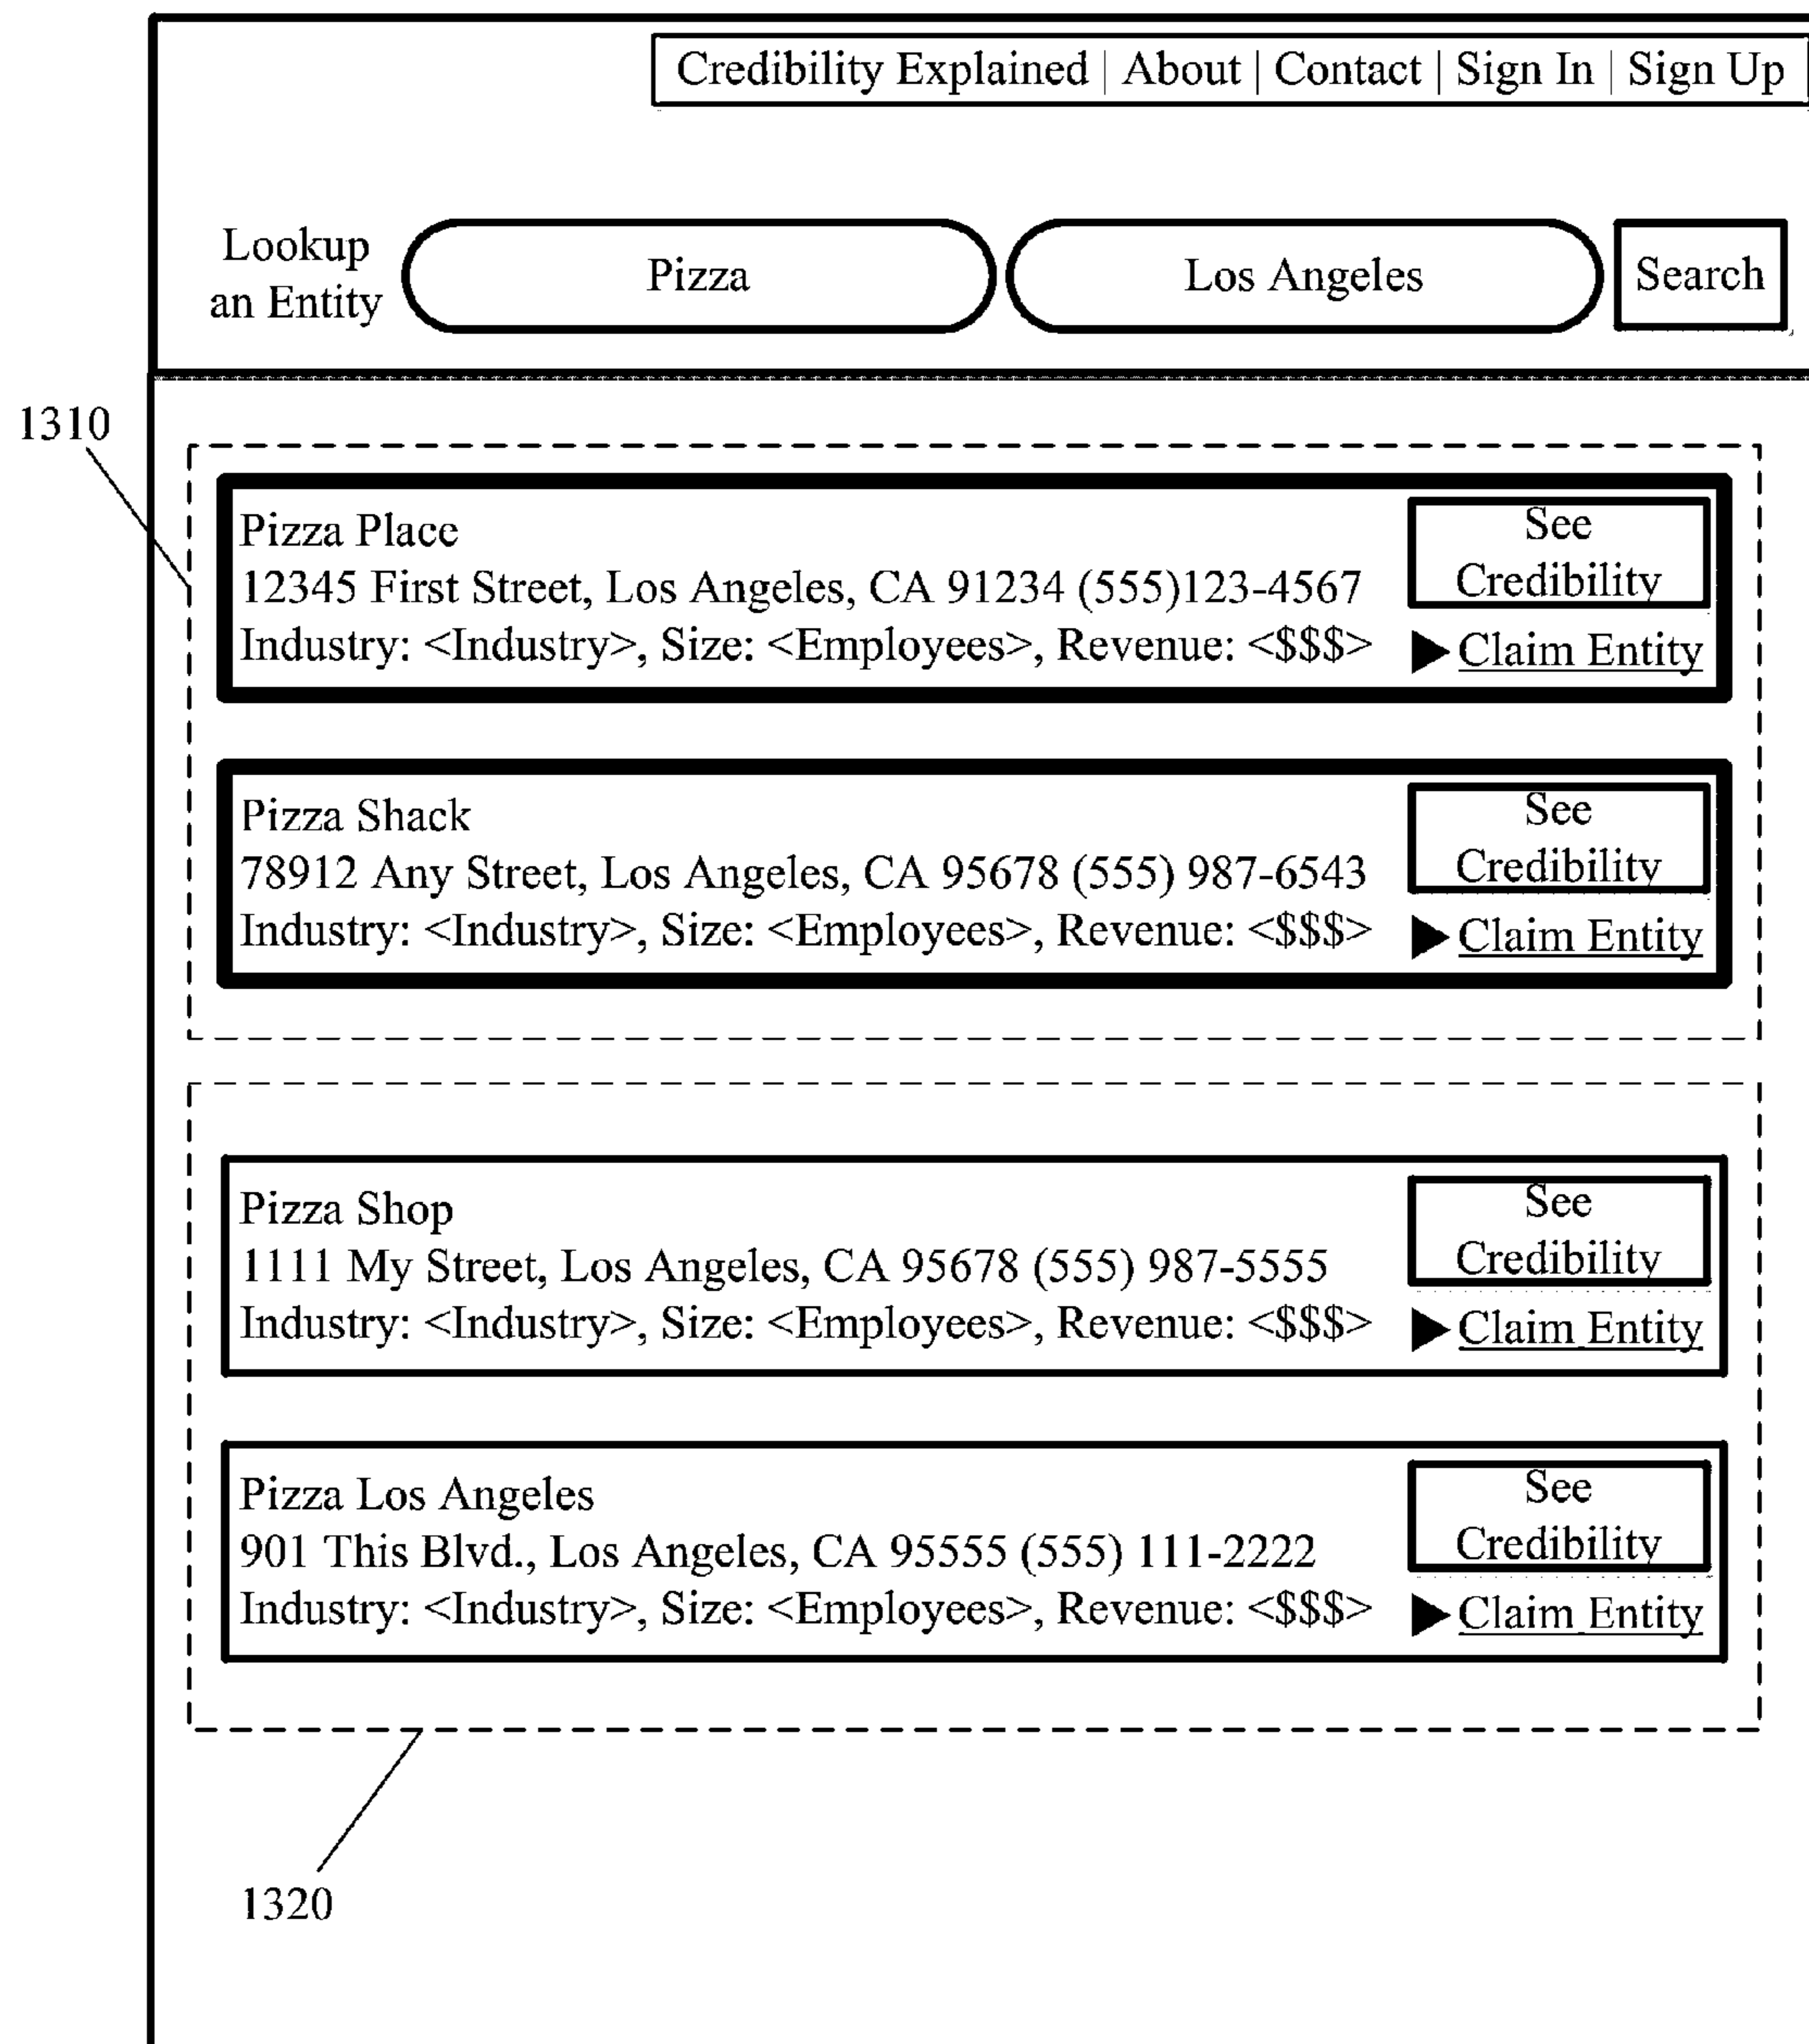 Credibility Explained | About | Contact | Sign In | Sign Up |
Lookup
an Entity
Pizza
Los Angeles
Search
1310
Pizza Place
12345 First Street, Los Angeles, CA 91234 (555)123-4567
Industry: <Industry>, Size: <Employees>, Revenue: <$$$>
See
Credibility
Claim Entity
Pizza Shack
78912 Any Street, Los Angeles, CA 95678 (555) 987-6543
Industry: <Industry>, Size: <Employees>, Revenue: <$$$>
See
Credibility
Claim Entity
Pizza Shop
1111 My Street, Los Angeles, CA 95678 (555) 987-5555
Industry: <Industry>, Size: <Employees>, Revenue: <$$$>
See
Credibility
Claim Entity
Pizza Los Angeles
901 This Blvd., Los Angeles, CA 95555 (555) 111-2222
Industry: <Industry>, Size: <Employees>, Revenue: <$$$>
See
Credibility
Claim Entity
1320